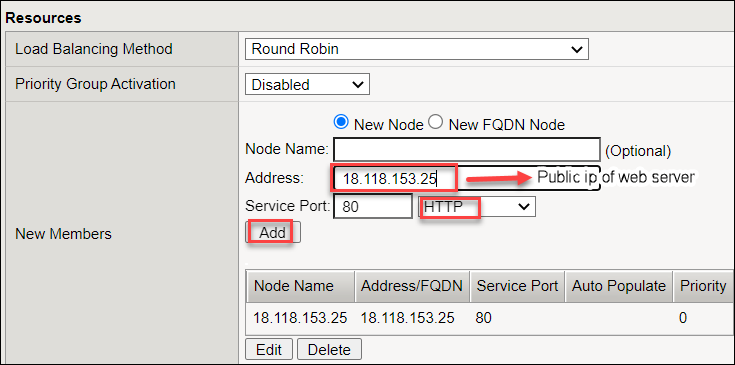 Resources
Load Balancing Method Round Robin
Priority Group Activation Disabled
New Node New FQDN Node
Node Name: (Optional)
Address: 18.118.153.25 Public ip of web server
Service Port: 80 HTTP
Add
New Members
Node Name Address/FQDN Service Port Auto Populate Priority
18.118.153.25 18.118.153.25 80 0
Edit Delete